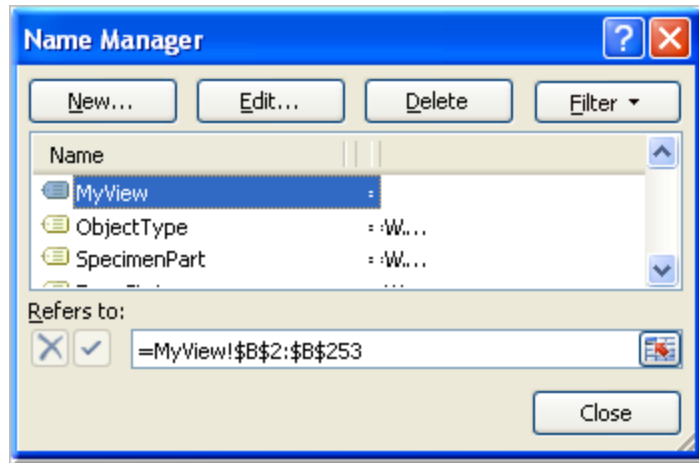 Name Manager
New... Edit... Delete Filter
Name
MyView
ObjectType W...
SpecimenPart W...
Refers to:
=MyView!$B$2:$B$253
Close